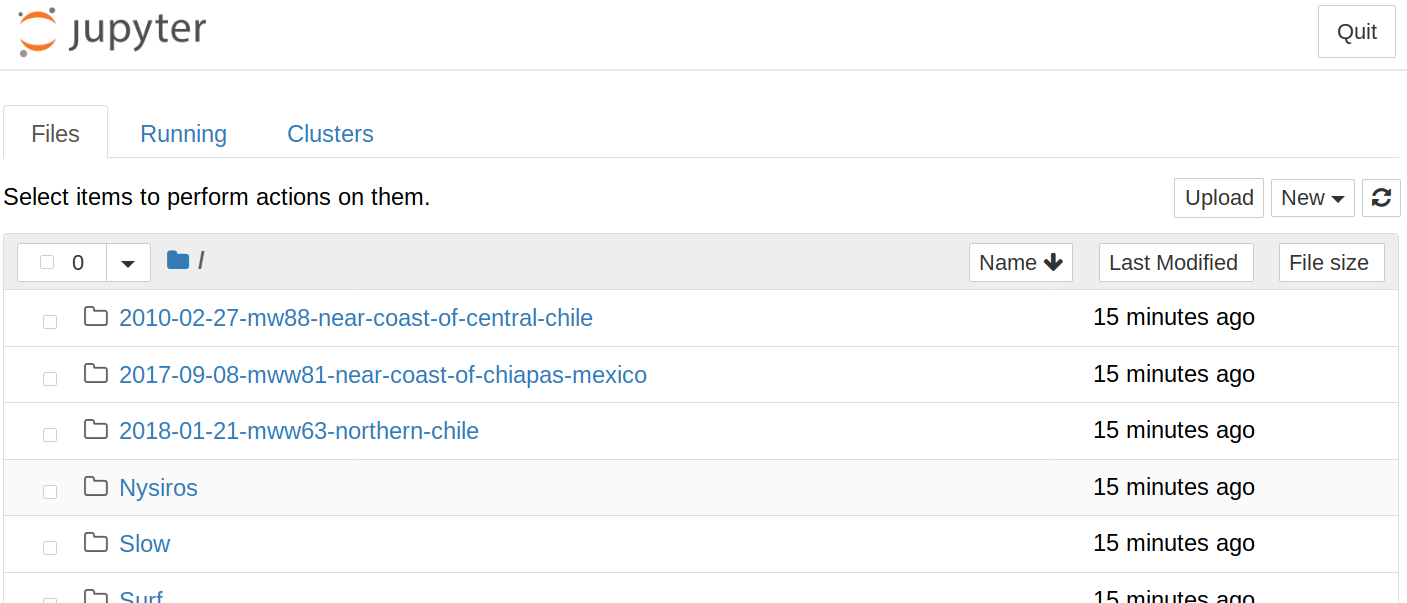 jupyter
Quit
Files Running Clusters
Select items to perform actions on them.
Upload New
0 / Name Last Modified File size
2010-02-27-mw88-near-coast-of-central-chile 15 minutes ago
2017-09-08-mww81-near-coast-of-chiapas-mexico 15 minutes ago
2018-01-21-mww63-northern-chile 15 minutes ago
Nysiros 15 minutes ago
Slow 15 minutes ago
Surf 15 minutes ago